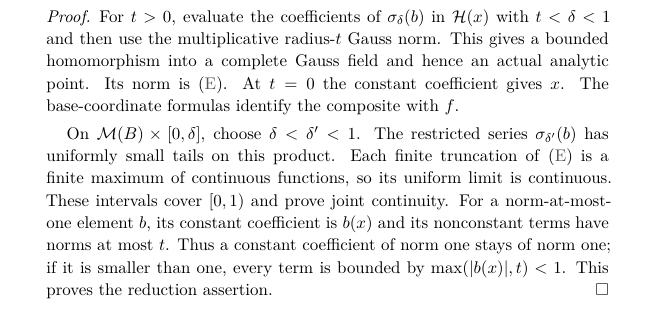 Proof. For t > 0, evaluate the coefficients of σ_δ(b) in ℋ(x) with t < δ < 1
and then use the multiplicative radius-t Gauss norm. This gives a bounded
homomorphism into a complete Gauss field and hence an actual analytic
point. Its norm is (E). At t = 0 the constant coefficient gives x. The
base-coordinate formulas identify the composite with f.
On ℳ(B) × [0, δ], choose δ < δ′ < 1. The restricted series σ_δ′(b) has
uniformly small tails on this product. Each finite truncation of (E) is a
finite maximum of continuous functions, so its uniform limit is continuous.
These intervals cover [0, 1) and prove joint continuity. For a norm-at-most-
one element b, its constant coefficient is b(x) and its nonconstant terms have
norms at most t. Thus a constant coefficient of norm one stays of norm one;
if it is smaller than one, every term is bounded by max(|b(x)|, t) < 1. This
proves the reduction assertion. □